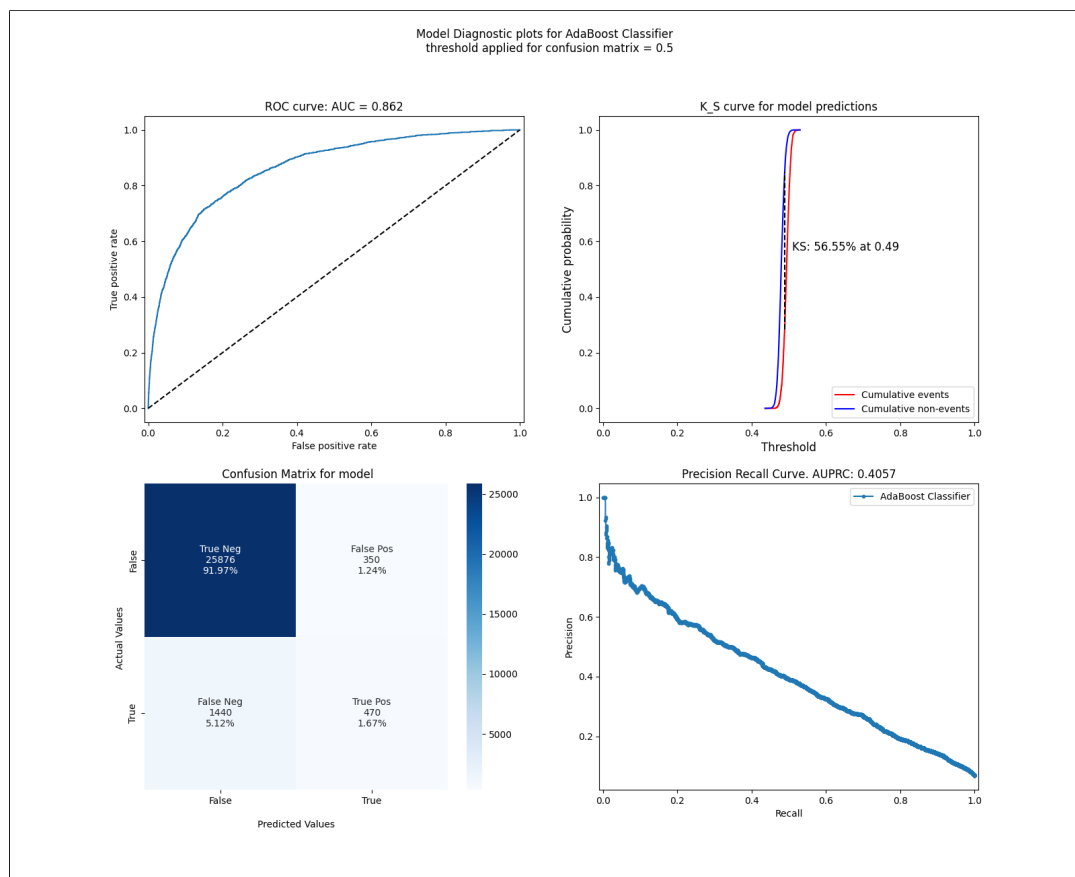 Model Diagnostic plots for AdaBoost Classifier
threshold applied for confusion matrix = 0.5
ROC curve: AUC = 0.862
1.0
0.8
0.6
0.4
0.2
0.0
True positive rate
0.0 0.2 0.4 0.6 0.8 1.0
False positive rate
K_S curve for model predictions
1.0
0.8
0.6
0.4
0.2
0.0
Cumulative probability
KS: 56.55% at 0.49
Cumulative events
Cumulative non-events
0.0 0.2 0.4 0.6 0.8 1.0
Threshold
Confusion Matrix for model
Actual Values
False
True
True Neg
25876
91.97%
False Pos
350
1.24%
False Neg
1440
5.12%
True Pos
470
1.67%
False True
Predicted Values
25000
20000
15000
10000
5000
Precision Recall Curve. AUPRC: 0.4057
AdaBoost Classifier
1.0
0.8
0.6
0.4
0.2
Precision
0.0 0.2 0.4 0.6 0.8 1.0
Recall